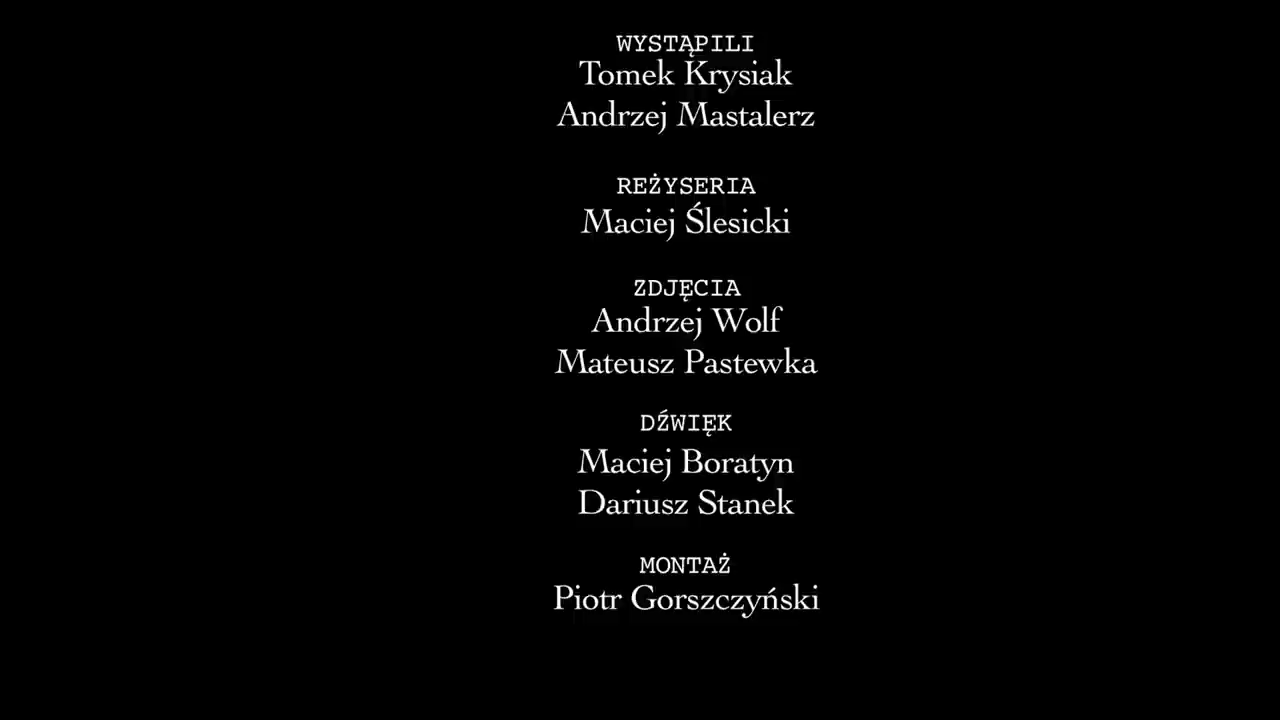 WYSTĄPILI
Tomek Krysiak
Andrzej Mastalerz
REŻYSERIA
Maciej Ślesicki
ZDJĘCIA
Andrzej Wolf
Mateusz Pastewka
DŹWIĘK
Maciej Boratyn
Dariusz Stanek
MONTAŻ
Piotr Gorszczyński